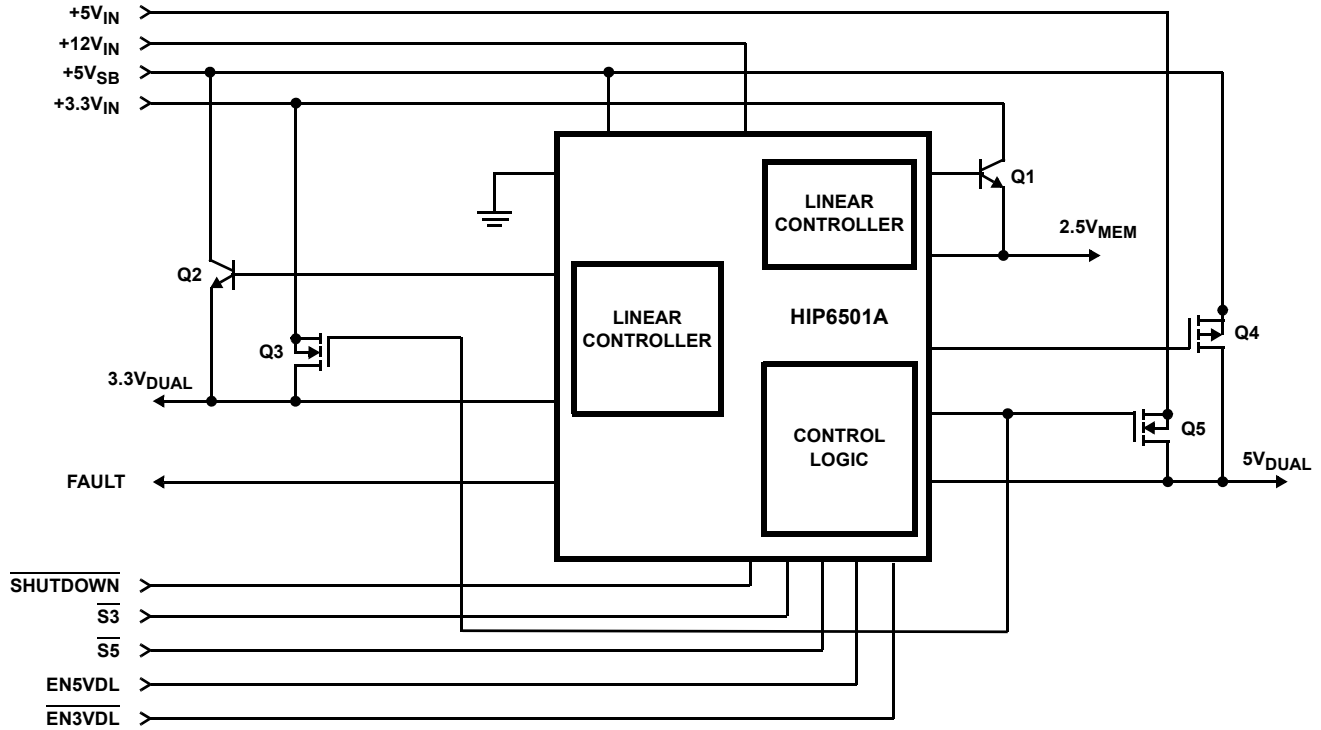 +5VIN
+12VIN
+5VSB
+3.3VIN
Q1
LINEAR
CONTROLLER
2.5VMEM
Q2
LINEAR
CONTROLLER
HIP6501A
Q4
Q3
3.3VDUAL
CONTROL
LOGIC
Q5
5VDUAL
FAULT
SHUTDOWN
S3
S5
EN5VDL
EN3VDL